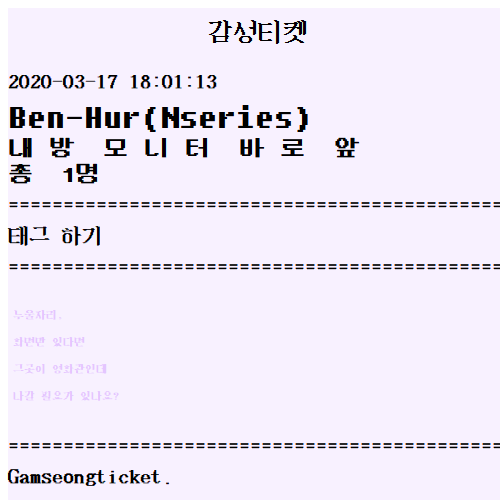 감성티켓
2020-03-17 18:01:13
Ben-Hur(Nseries)
내 방 모 니 터 바 로 앞
총 1명
==============================================
태그 하기
==============================================
누울자리.
화면만 있다면
그곳이 영화관인데
나갈 필요가 있나요?
==============================================
Gamseongticket.